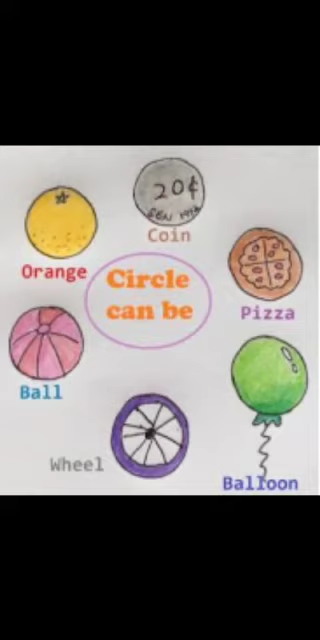 20¢
Coin
Orange
Circle
can be
Pizza
Ball
Wheel
Balloon